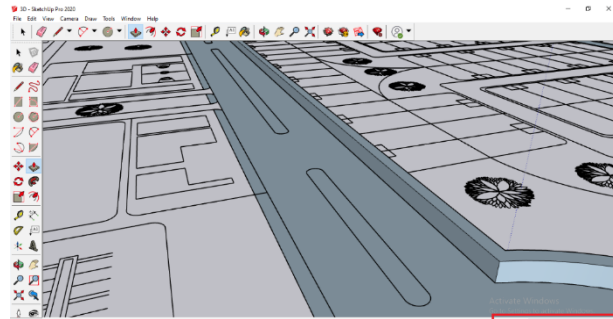 3D - SketchUp Pro 2020
File Edit View Camera Draw Tools Window Help
Activate Windows